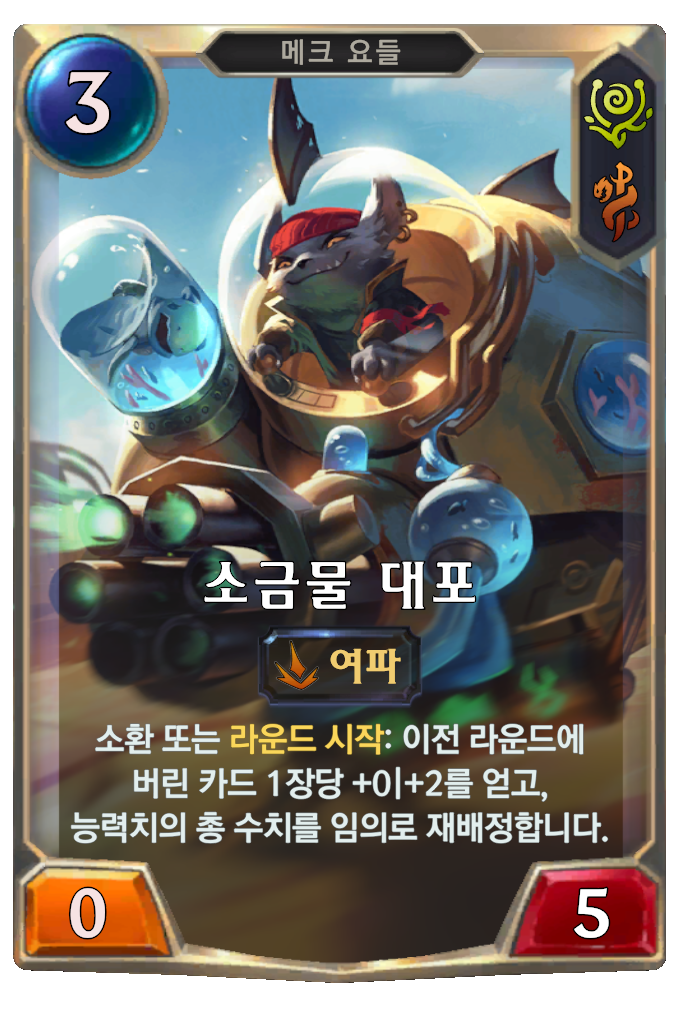 메크 요들
3
소금물 대포
여파
소환 또는 라운드 시작: 이전 라운드에
버린 카드 1장당 +0|+2를 얻고,
능력치의 총 수치를 임의로 재배정합니다.
0
5